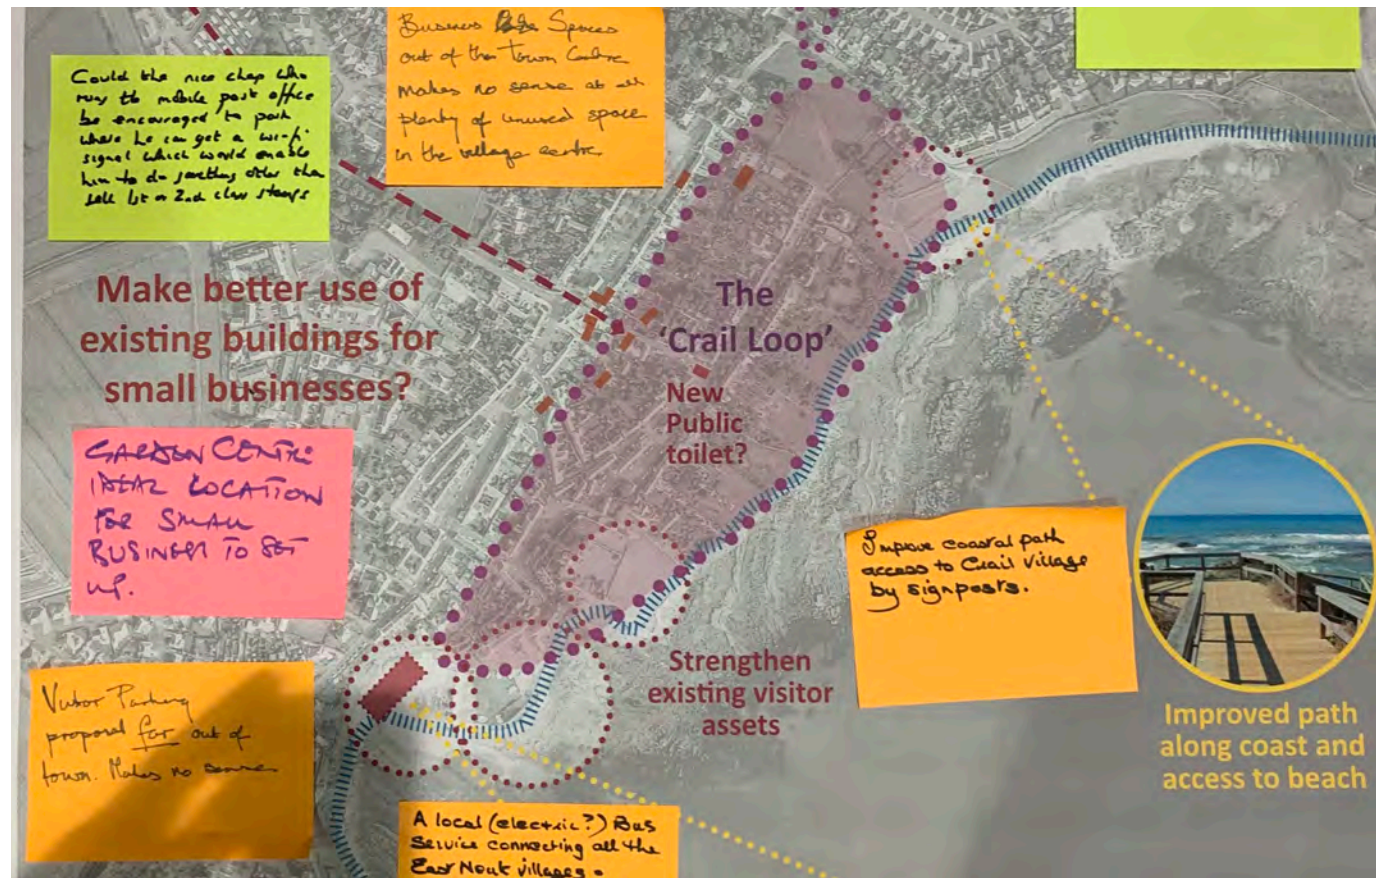 Could the nice chap who
runs the mobile post office
be encouraged to park
where he can get a wi-fi
signal which would enable
him to do something other than
sell 1st or 2nd class stamps
Business Spaces
out of the Town Centre
makes no sense at all
plenty of unused space
in the village centre
Make better use of
existing buildings for
small businesses?
The
'Crail Loop'
New
Public
toilet?
GARDEN CENTRE
IDEAL LOCATION
FOR SMALL
BUSINESS TO SET
UP.
Improve coastal path
access to Crail Village
by signposts.
Strengthen
existing visitor
assets
Visitor Parking
proposal far out of
town. Makes no sense
Improved path
along coast and
access to beach
A local (electric?) Bus
Service connecting all the
East Neuk villages.